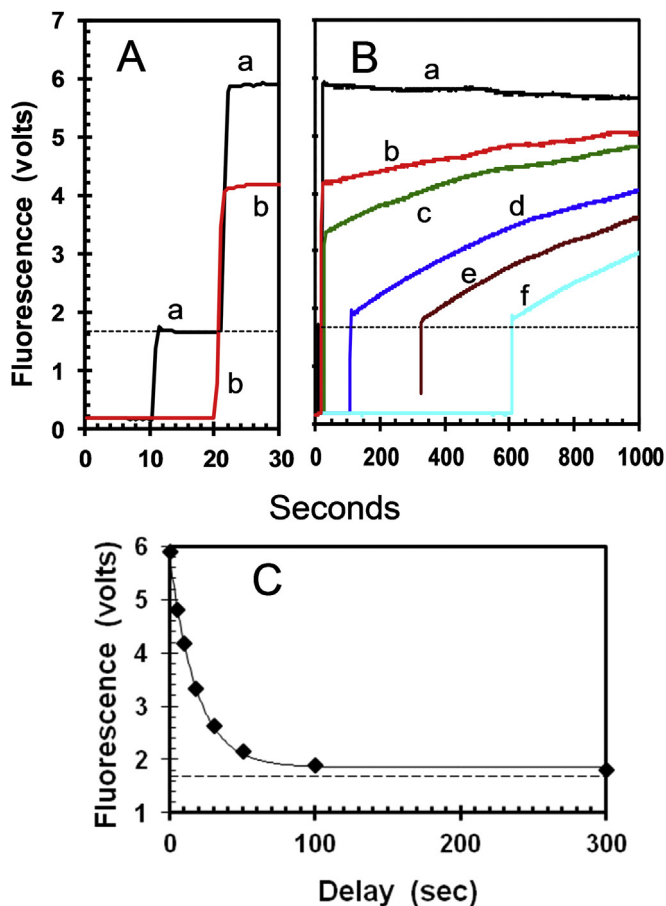 7
6
5
4
3
2
1
0
Fluorescencce (volts)
A
a
b
a
b
0 10 20 30
B
a
b
c
d
e
f
0 200 400 600 800 1000
Seconds
6
5
4
3
2
1
Fluorescence (volts)
C
0 100 200 300
Delay (sec)